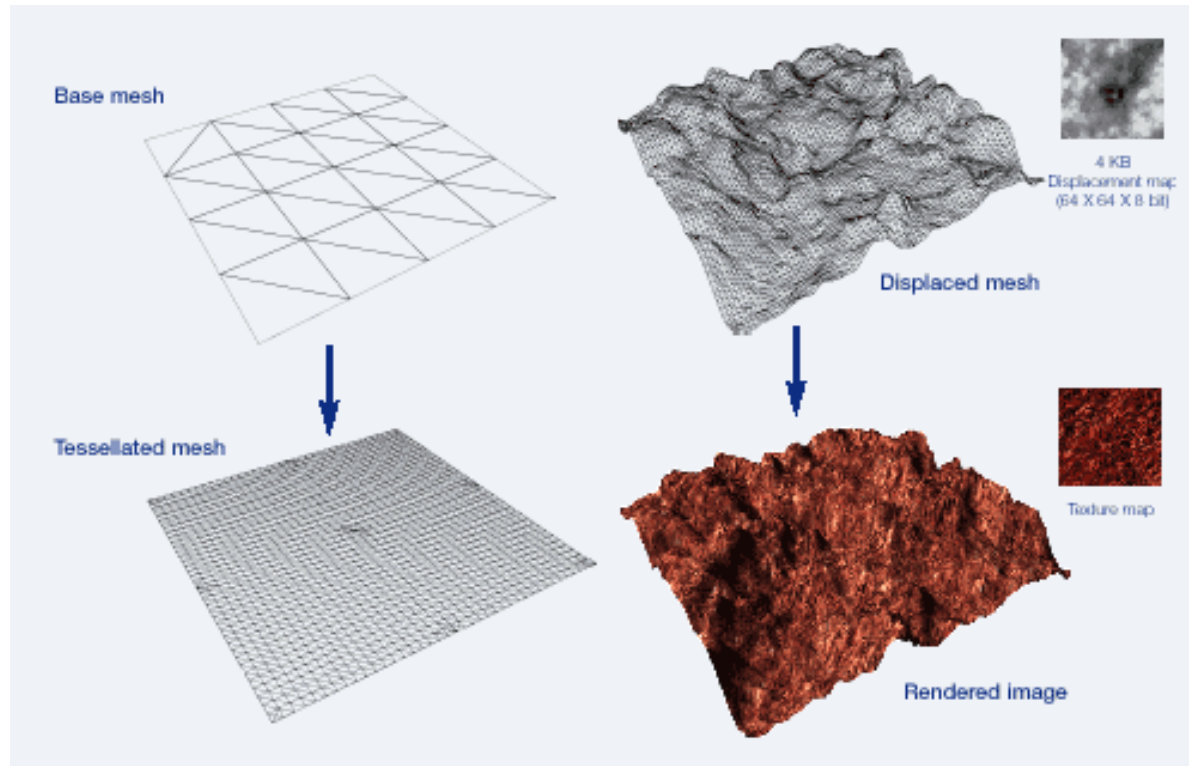 Base mesh
4 KB
Displacement map
(64 X 64 X 8 bit)
Displaced mesh
Tessellated mesh
Texture map
Rendered image